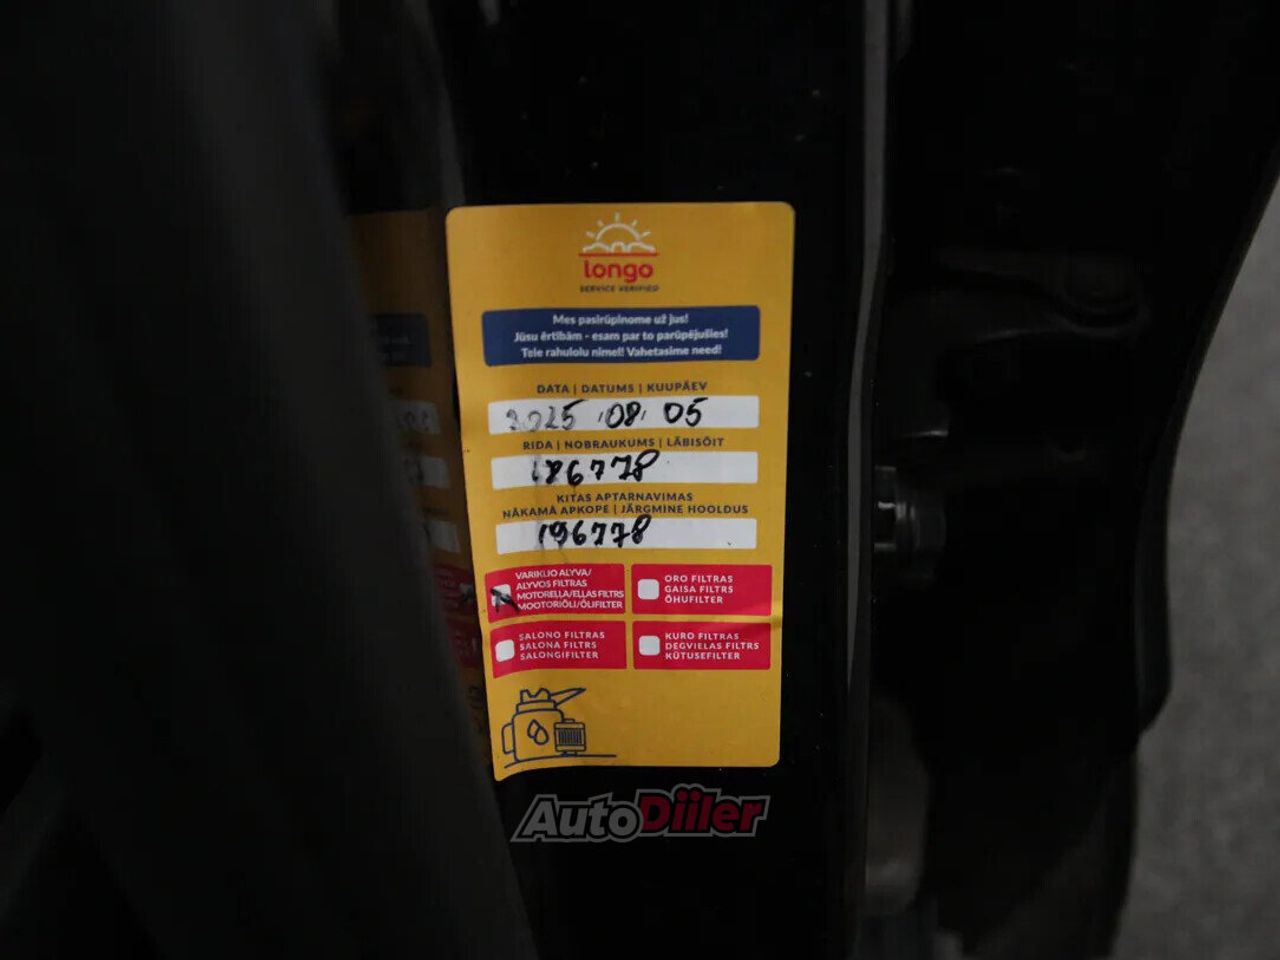 longo
SERVICE VERIFIED
Mes pasirūpinome už jus!
Jūsu ērtībām - esam par to parūpējušies!
Teie rahulolu nimel! Vahetasime need!
DATA | DATUMS | KUUPÄEV
2025.08.05
RIDA | NOBRAUKUMS | LÄBISÕIT
186778
KITAS APTARNAVIMAS
NĀKAMĀ APKOPE | JÄRGMINE HOOLDUS
196778
VARIKLIO ALYVA/
ALYVOS FILTRAS
MOTOREĻĻA/EĻĻAS FILTRS
MOOTORIÕLI/ÕLIFILTER
ORO FILTRAS
GAISA FILTRS
ÕHUFILTER
SALONO FILTRAS
SALONA FILTRS
SALONGIFILTER
KURO FILTRAS
DEGVIELAS FILTRS
KÜTUSEFILTER
AutoDiiler